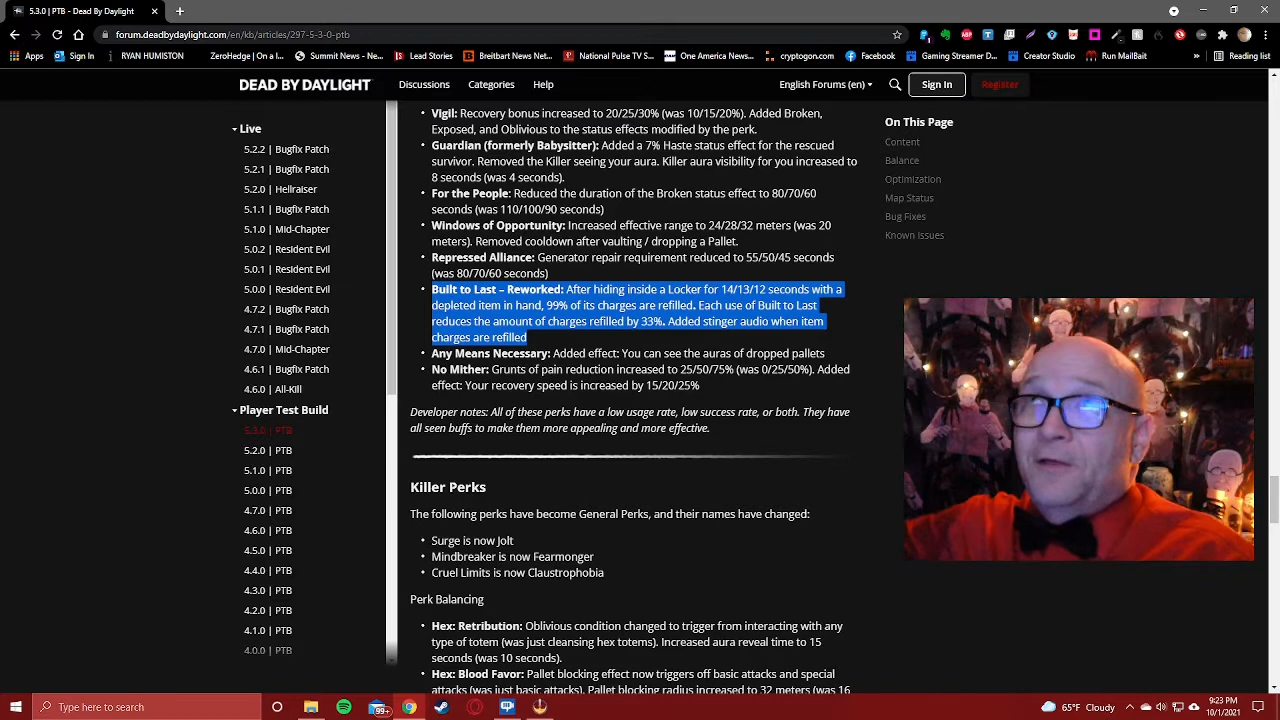 5.3.0 | PTB - Dead by Daylight
forum.deadbydaylight.com/en/kb/articles/297-5-3-0-ptb
Apps
Sign In
RYAN HUMISTON
ZeroHedge | On a lo...
Summit News - Ne...
Lead Stories
Breitbart News Net...
National Pulse TV S...
One America News...
cryptogon.com
Facebook
Gaming Stream De...
Creator Studio
Run MailBait
»
Reading list
DEAD BY DAYLIGHT
Discussions
Categories
Help
English Forums (en)
Sign In
Register
Live
5.2.2 | Bugfix Patch
5.2.1 | Bugfix Patch
5.2.0 | Hellraiser
5.1.1 | Bugfix Patch
5.1.0 | Mid-Chapter
5.0.2 | Resident Evil
5.0.1 | Resident Evil
5.0.0 | Resident Evil
4.7.2 | Bugfix Patch
4.7.1 | Bugfix Patch
4.7.0 | Mid-Chapter
4.6.1 | Bugfix Patch
4.6.0 | All-Kill
Player Test Build
5.3.0 | PTB
5.2.0 | PTB
5.1.0 | PTB
5.0.0 | PTB
4.7.0 | PTB
4.6.0 | PTB
4.5.0 | PTB
4.4.0 | PTB
4.3.0 | PTB
4.2.0 | PTB
4.1.0 | PTB
4.0.0 | PTB
• Vigil: Recovery bonus increased to 20/25/30% (was 10/15/20%). Added Broken,
Exposed, and Oblivious to the status effects modified by the perk.
• Guardian (formerly Babysitter): Added a 7% Haste status effect for the rescued
survivor. Removed the Killer seeing your aura. Killer aura visibility for you increased to
8 seconds (was 4 seconds).
• For the People: Reduced the duration of the Broken status effect to 80/70/60
seconds (was 110/100/90 seconds)
• Windows of Opportunity: Increased effective range to 24/28/32 meters (was 20
meters). Removed cooldown after vaulting / dropping a Pallet.
• Repressed Alliance: Generator repair requirement reduced to 55/50/45 seconds
(was 80/70/60 seconds)
• Built to Last – Reworked: After hiding inside a Locker for 14/13/12 seconds with a
depleted item in hand, 99% of its charges are refilled. Each use of Built to Last
reduces the amount of charges refilled by 33%. Added stinger audio when item
charges are refilled
• Any Means Necessary: Added effect: You can see the auras of dropped pallets
• No Mither: Grunts of pain reduction increased to 25/50/75% (was 0/25/50%). Added
effect: Your recovery speed is increased by 15/20/25%
Developer notes: All of these perks have a low usage rate, low success rate, or both. They have
all seen buffs to make them more appealing and more effective.
Killer Perks
The following perks have become General Perks, and their names have changed:
• Surge is now Jolt
• Mindbreaker is now Fearmonger
• Cruel Limits is now Claustrophobia
Perk Balancing
• Hex: Retribution: Oblivious condition changed to trigger from interacting with any
type of totem (was just cleansing hex totems). Increased aura reveal time to 15
seconds (was 10 seconds).
• Hex: Blood Favor: Pallet blocking effect now triggers off basic attacks and special
attacks (was just basic attacks). Pallet blocking radius increased to 32 meters (was 16
On This Page
Content
Balance
Optimization
Map Status
Bug Fixes
Known Issues
Type here to search
99+
65°F Cloudy
9:23 PM
10/1/2021